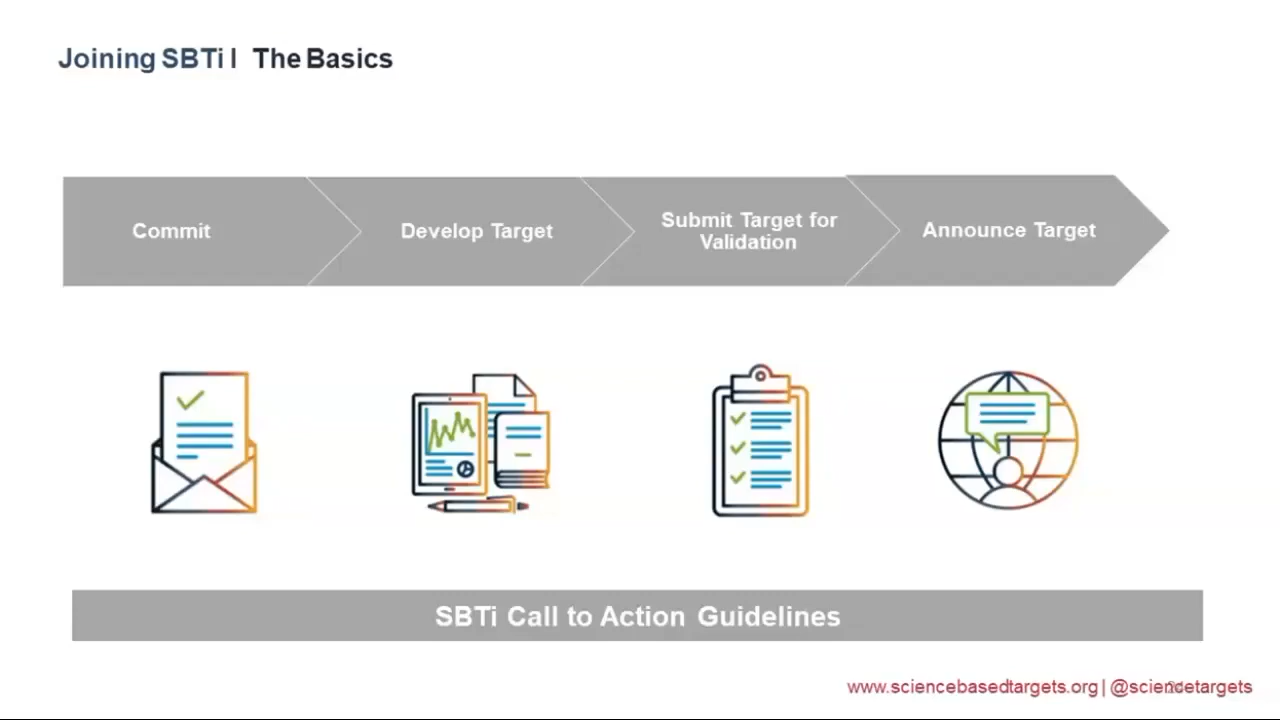 Joining SBTi I The Basics
Commit
Develop Target
Submit Target for
Validation
Announce Target
SBTi Call to Action Guidelines
www.sciencebasedtargets.org | @sciencetargets